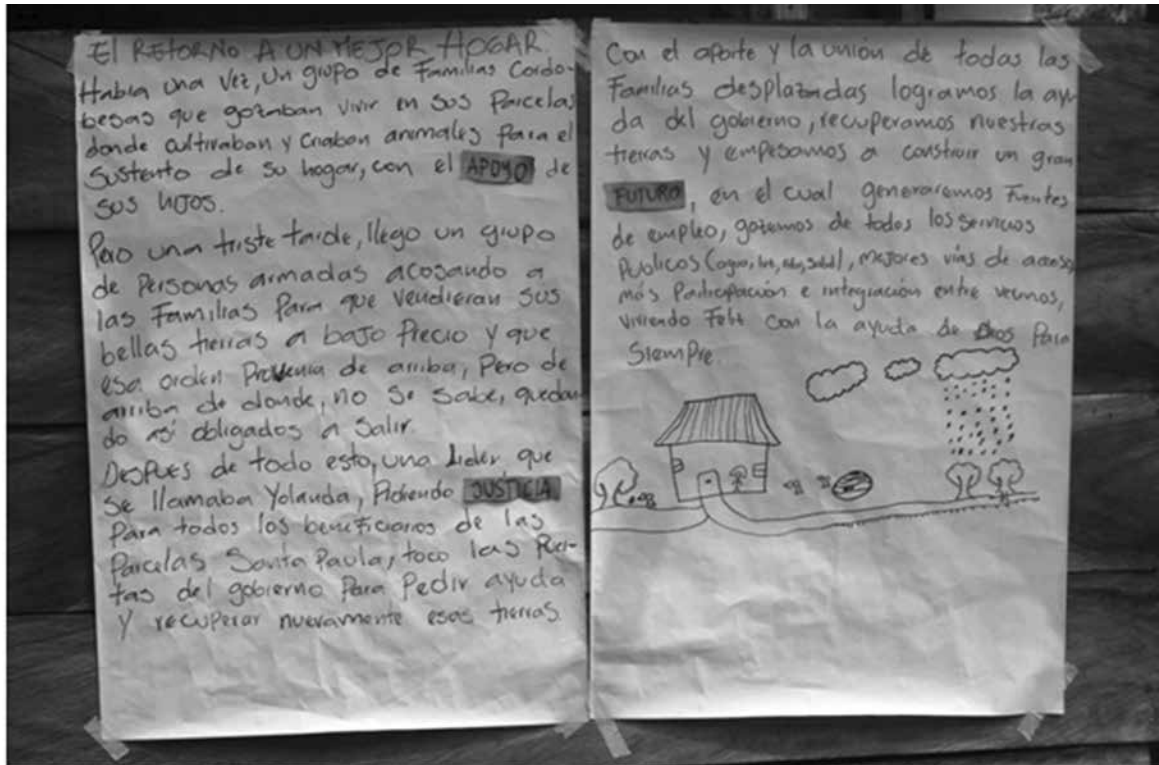 El RETORNO A UN MEJOR HOGAR.
Había una vez, Un grupo de Familias Cordo-
besas que gozaban vivir en sus Parcelas
donde cultivaban y criaban animales para el
Sustento de su hogar, con el APOYO de
sus hijos.
Pero una triste tarde, llego un grupo
de Personas armadas acosando a
las Familias Para que vendieran sus
bellas tierras a bajo Precio y que
esa orden Provenia de arriba, Pero de
arriba de donde, no se sabe, quedan-
do así obligados a Salir.
Despues de todo esto, una Lider que
se llamaba Yolanda, Pidiendo JUSTICIA
Para todos los beneficiarios de las
Parcelas Santa Paula, toco las Puer-
tas del gobierno Para Pedir ayuda
y recuperar nuevamente esas tierras.
Con el aporte y la unión de todas las
Familias desplazadas logramos la ayu-
da del gobierno, recuperamos nuestras
tierras y empesamos a construir un gran
FUTURO, en el cual generaremos Fuentes
de empleo, gozemos de todos los servicios
Publicos (agua, luz, Salud), mejores vías de acceso,
más Participación e integración entre vecinos,
viviendo Feliz con la ayuda de Dios Para
Siempre.